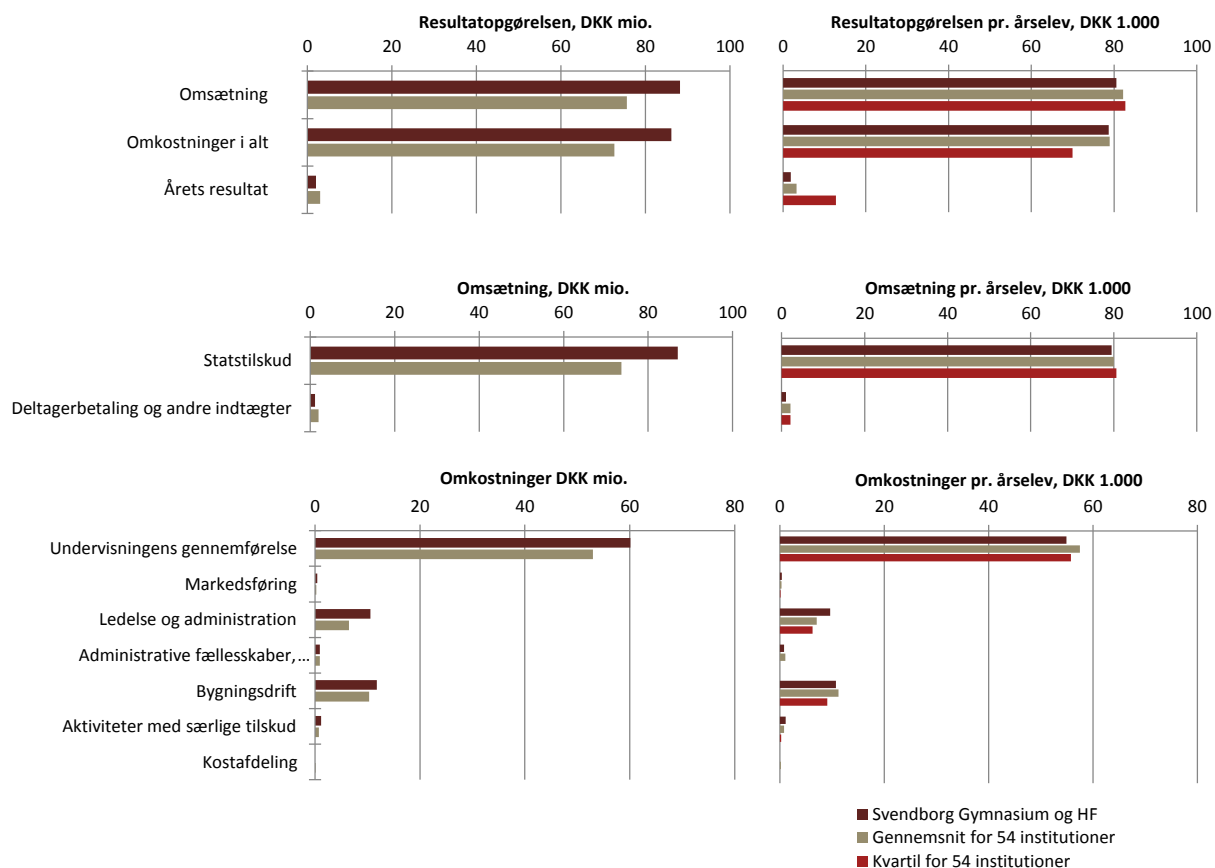 Resultatopgørelsen, DKK mio.
0 20 40 60 80 100
Omsætning
Omkostninger i alt
Årets resultat
Resultatopgørelsen pr. årselev, DKK 1.000
0 20 40 60 80 100
Omsætning, DKK mio.
0 20 40 60 80 100
Statstilskud
Deltagerbetaling og andre indtægter
Omsætning pr. årselev, DKK 1.000
0 20 40 60 80 100
Omkostninger DKK mio.
0 20 40 60 80
Undervisningens gennemførelse
Markedsføring
Ledelse og administration
Administrative fællesskaber,...
Bygningsdrift
Aktiviteter med særlige tilskud
Kostafdeling
Omkostninger pr. årselev, DKK 1.000
0 20 40 60 80
Svendborg Gymnasium og HF
Gennemsnit for 54 institutioner
Kvartil for 54 institutioner